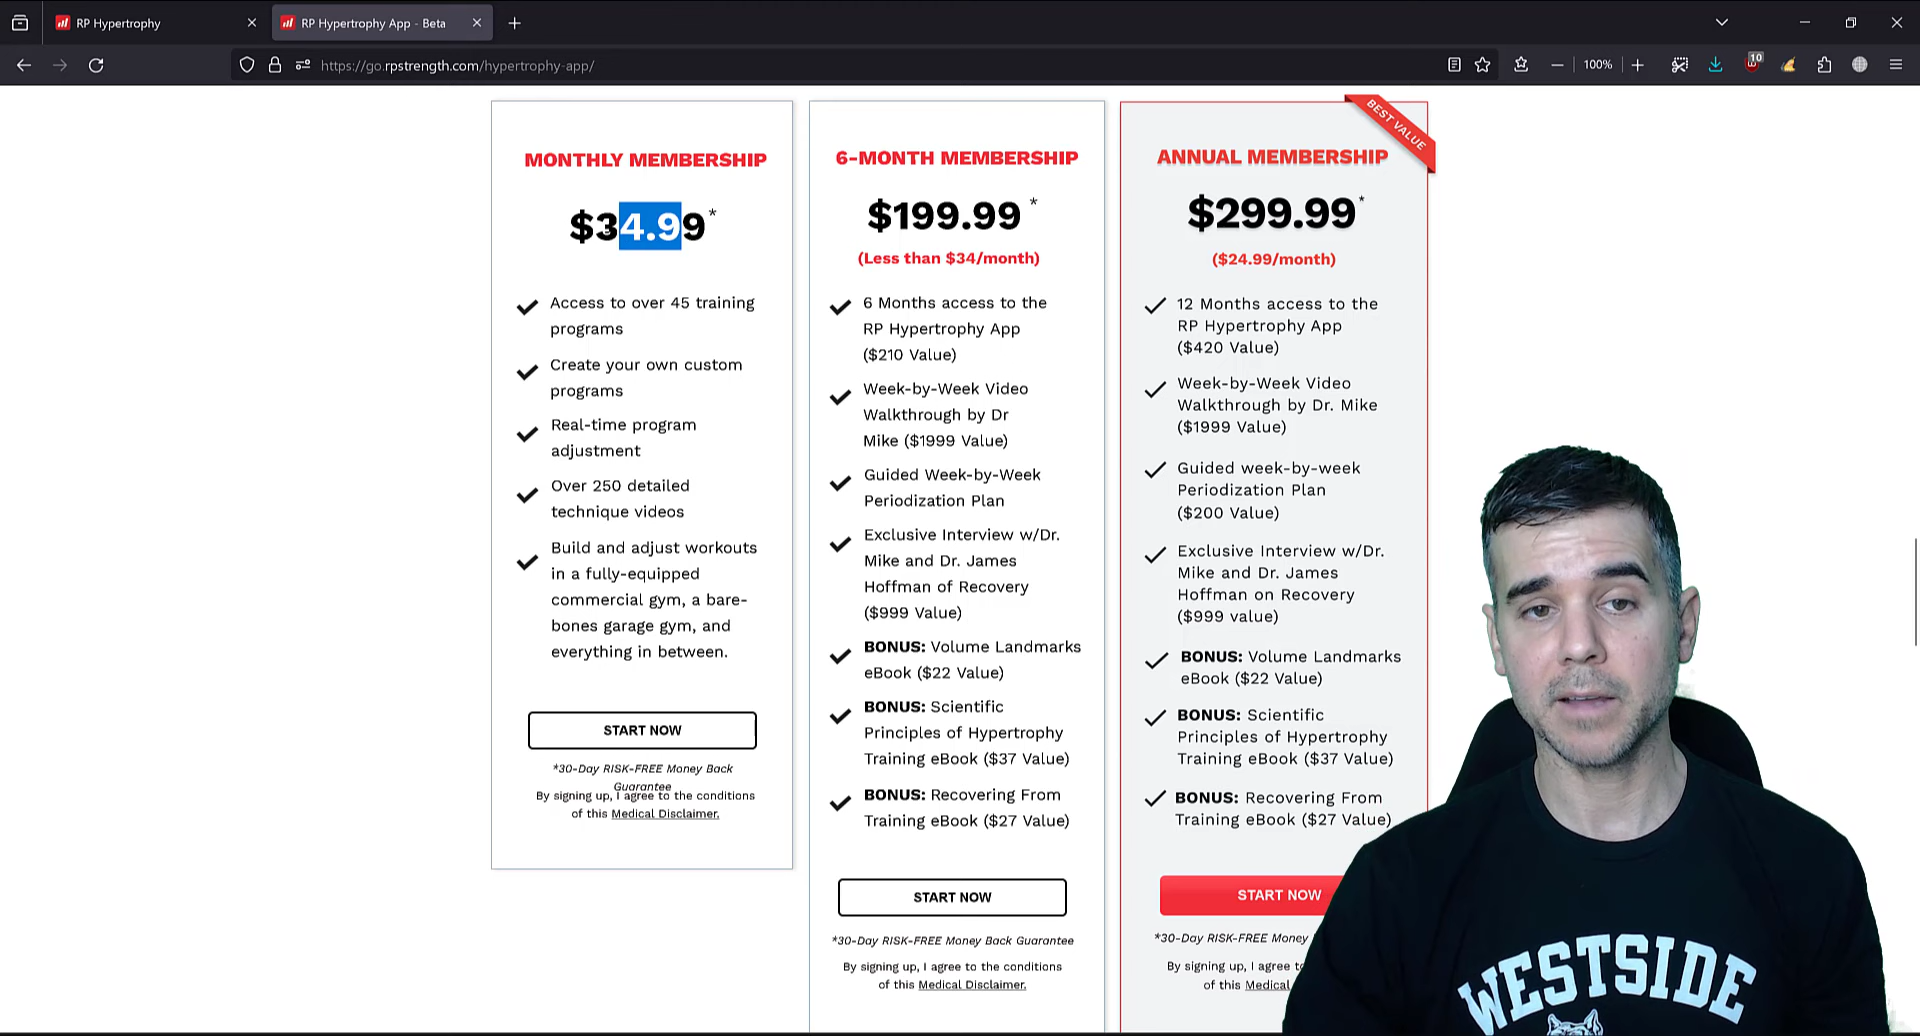 RP Hypertrophy
RP Hypertrophy App - Beta
https://go.rpstrength.com/hypertrophy-app/
100%
10
MONTHLY MEMBERSHIP
$34.99*
Access to over 45 training
programs
Create your own custom
programs
Real-time program
adjustment
Over 250 detailed
technique videos
Build and adjust workouts
in a fully-equipped
commercial gym, a bare-
bones garage gym, and
everything in between.
START NOW
*30-Day RISK-FREE Money Back
Guarantee
By signing up, I agree to the conditions
of this Medical Disclaimer.
6-MONTH MEMBERSHIP
$199.99*
(Less than $34/month)
6 Months access to the
RP Hypertrophy App
($210 Value)
Week-by-Week Video
Walkthrough by Dr
Mike ($1999 Value)
Guided Week-by-Week
Periodization Plan
Exclusive Interview w/Dr.
Mike and Dr. James
Hoffman of Recovery
($999 Value)
BONUS: Volume Landmarks
eBook ($22 Value)
BONUS: Scientific
Principles of Hypertrophy
Training eBook ($37 Value)
BONUS: Recovering From
Training eBook ($27 Value)
START NOW
*30-Day RISK-FREE Money Back Guarantee
By signing up, I agree to the conditions
of this Medical Disclaimer.
BEST VALUE
ANNUAL MEMBERSHIP
$299.99*
($24.99/month)
12 Months access to the
RP Hypertrophy App
($420 Value)
Week-by-Week Video
Walkthrough by Dr. Mike
($1999 Value)
Guided week-by-week
Periodization Plan
($200 Value)
Exclusive Interview w/Dr.
Mike and Dr. James
Hoffman on Recovery
($999 value)
BONUS: Volume Landmarks
eBook ($22 Value)
BONUS: Scientific
Principles of Hypertrophy
Training eBook ($37 Value)
BONUS: Recovering From
Training eBook ($27 Value)
START NOW
*30-Day RISK-FREE Money
By signing up, I agree to
of this Medical
WESTSIDE